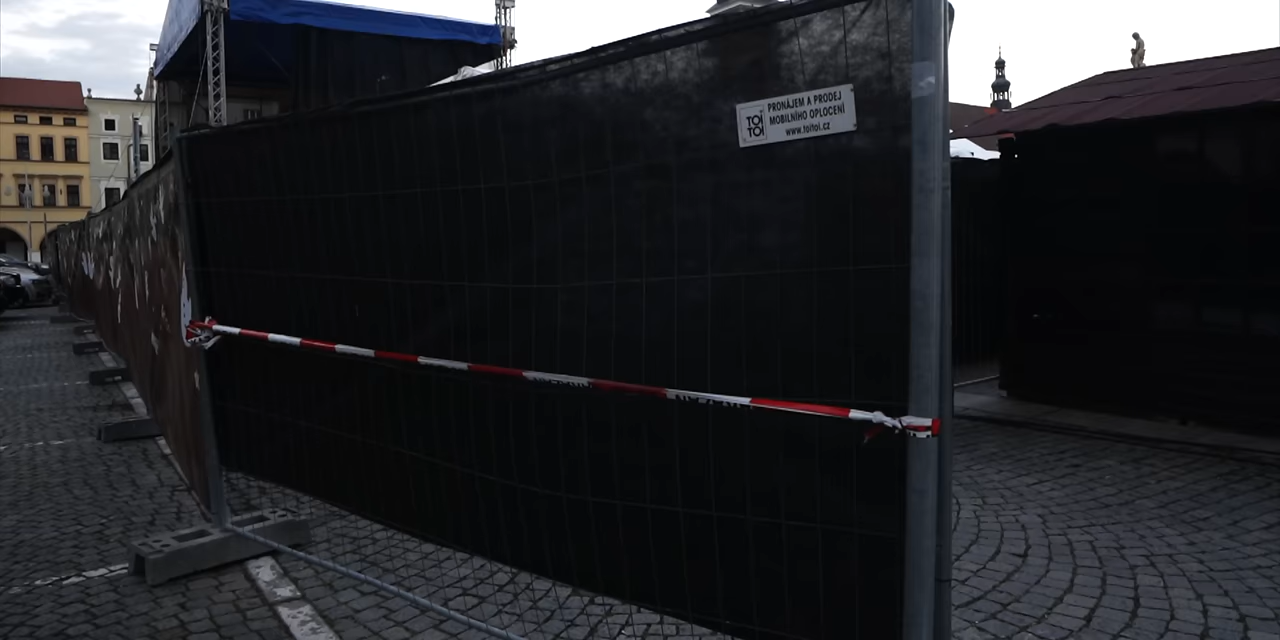 TOI
TOI
PRONÁJEM A PRODEJ
MOBILNÍHO OPLOCENÍ
www.toitoi.cz